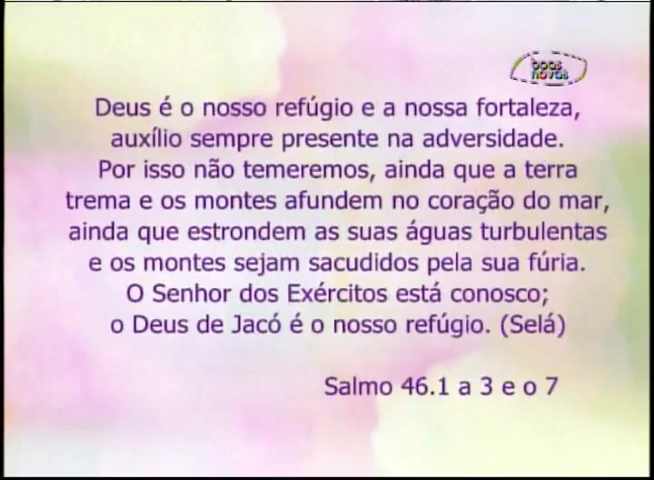 boas
novas
Deus é o nosso refúgio e a nossa fortaleza,
auxílio sempre presente na adversidade.
Por isso não temeremos, ainda que a terra
trema e os montes afundem no coração do mar,
ainda que estrondem as suas águas turbulentas
e os montes sejam sacudidos pela sua fúria.
O Senhor dos Exércitos está conosco;
o Deus de Jacó é o nosso refúgio. (Selá)
Salmo 46.1 a 3 e o 7